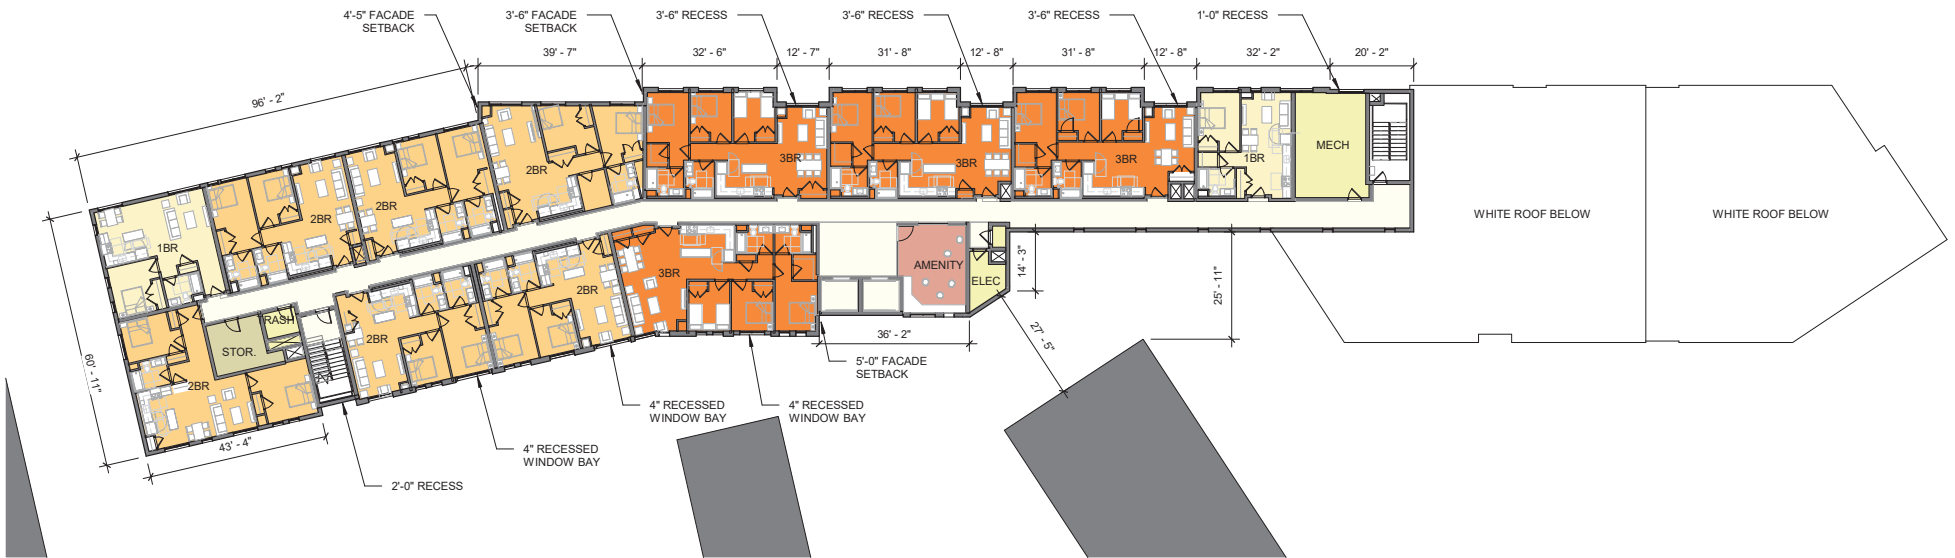 4'-5" FACADE
SETBACK
3'-6" FACADE
SETBACK
3'-6" RECESS
3'-6" RECESS
3'-6" RECESS
1'-0" RECESS
39' - 7"
32' - 6"
12' - 7"
31' - 8"
12' - 8"
31' - 8"
12' - 8"
32' - 2"
20' - 2"
96' - 2"
2BR
3BR
3BR
3BR
1BR
MECH
2BR
2BR
1BR
WHITE ROOF BELOW
WHITE ROOF BELOW
3BR
AMENITY
ELEC
14' - 3"
25' - 11"
2BR
RASH
STOR.
2BR
2BR
60' - 11"
43' - 4"
36' - 2"
27' - 5"
5'-0" FACADE
SETBACK
4" RECESSED
WINDOW BAY
4" RECESSED
WINDOW BAY
4" RECESSED
WINDOW BAY
2'-0" RECESS